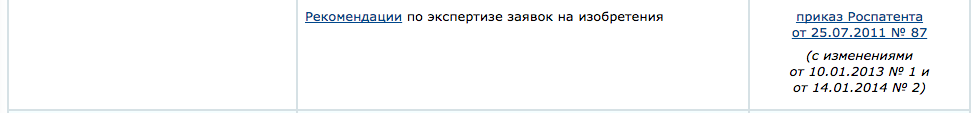 Рекомендации по экспертизе заявок на изобретения
приказ Роспатента
от 25.07.2011 № 87
(с изменениями
от 10.01.2013 № 1 и
от 14.01.2014 № 2)